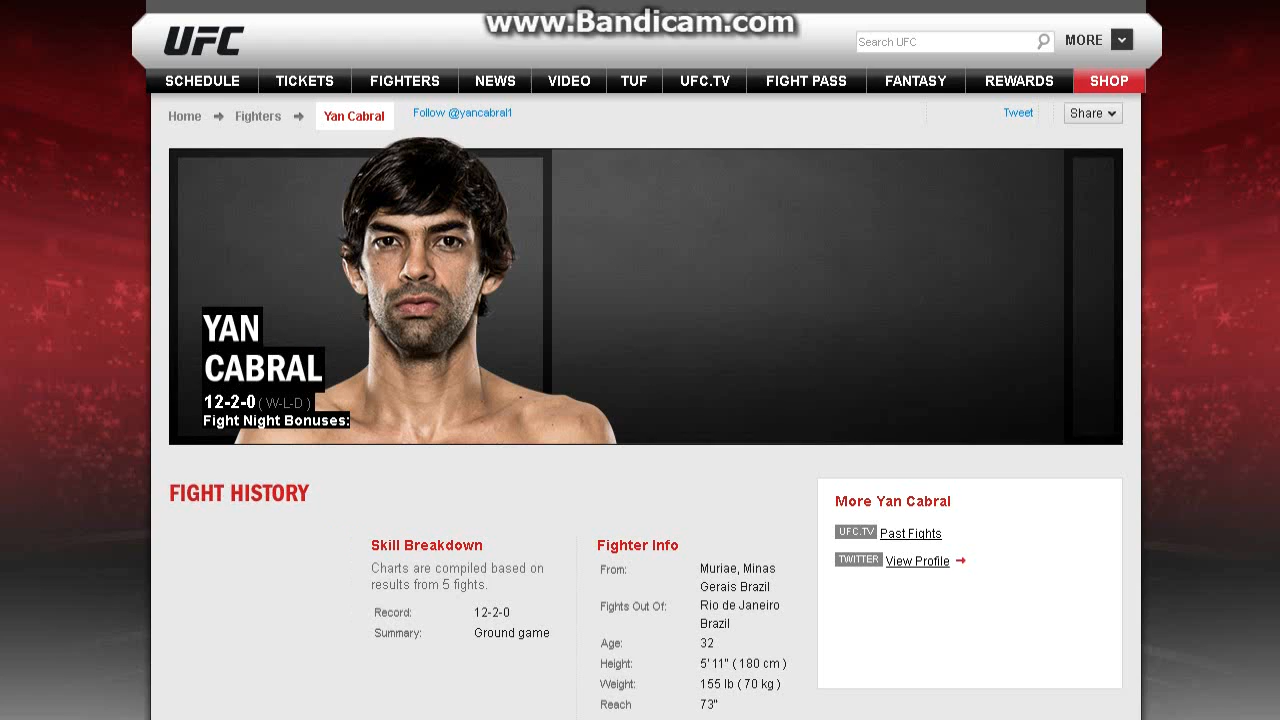 www.Bandicam.com
UFC
Search UFC
MORE
SCHEDULE TICKETS FIGHTERS NEWS VIDEO TUF UFC.TV FIGHT PASS FANTASY REWARDS SHOP
Home Fighters Yan Cabral Follow @yancabral1 Tweet Share
YAN
CABRAL
12-2-0 ( W-L-D )
Fight Night Bonuses:
FIGHT HISTORY
Skill Breakdown
Charts are compiled based on
results from 5 fights.
Record: 12-2-0
Summary: Ground game
Fighter Info
From: Muriae, Minas
Gerais Brazil
Fights Out Of: Rio de Janeiro
Brazil
Age: 32
Height: 5' 11" ( 180 cm )
Weight: 155 lb ( 70 kg )
Reach 73"
More Yan Cabral
UFC.TV Past Fights
TWITTER View Profile